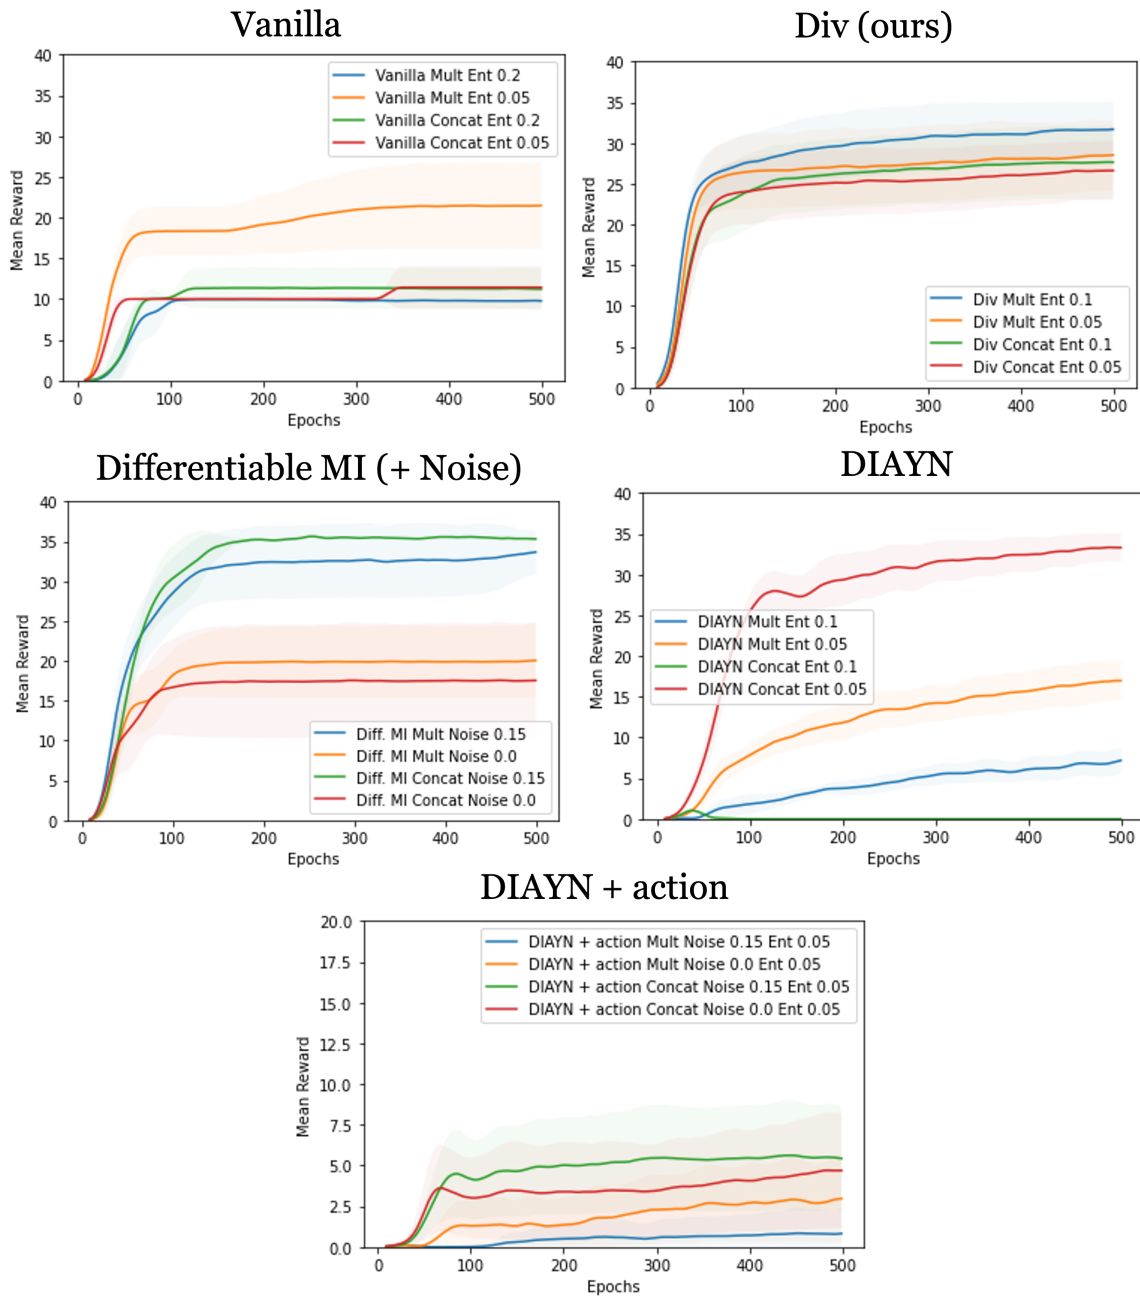 Vanilla
40
35
30
25
20
15
10
5
0
Mean Reward
Vanilla Mult Ent 0.2
Vanilla Mult Ent 0.05
Vanilla Concat Ent 0.2
Vanilla Concat Ent 0.05
0 100 200 300 400 500
Epochs
Div (ours)
40
35
30
25
20
15
10
5
0
Mean Reward
Div Mult Ent 0.1
Div Mult Ent 0.05
Div Concat Ent 0.1
Div Concat Ent 0.05
0 100 200 300 400 500
Epochs
Differentiable MI (+ Noise)
40
35
30
25
20
15
10
5
0
Mean Reward
Diff. MI Mult Noise 0.15
Diff. MI Mult Noise 0.0
Diff. MI Concat Noise 0.15
Diff. MI Concat Noise 0.0
0 100 200 300 400 500
Epochs
DIAYN
40
35
30
25
20
15
10
5
0
Mean Reward
DIAYN Mult Ent 0.1
DIAYN Mult Ent 0.05
DIAYN Concat Ent 0.1
DIAYN Concat Ent 0.05
0 100 200 300 400 500
Epochs
DIAYN + action
20.0
17.5
15.0
12.5
10.0
7.5
5.0
2.5
0.0
Mean Reward
DIAYN + action Mult Noise 0.15 Ent 0.05
DIAYN + action Mult Noise 0.0 Ent 0.05
DIAYN + action Concat Noise 0.15 Ent 0.05
DIAYN + action Concat Noise 0.0 Ent 0.05
0 100 200 300 400 500
Epochs